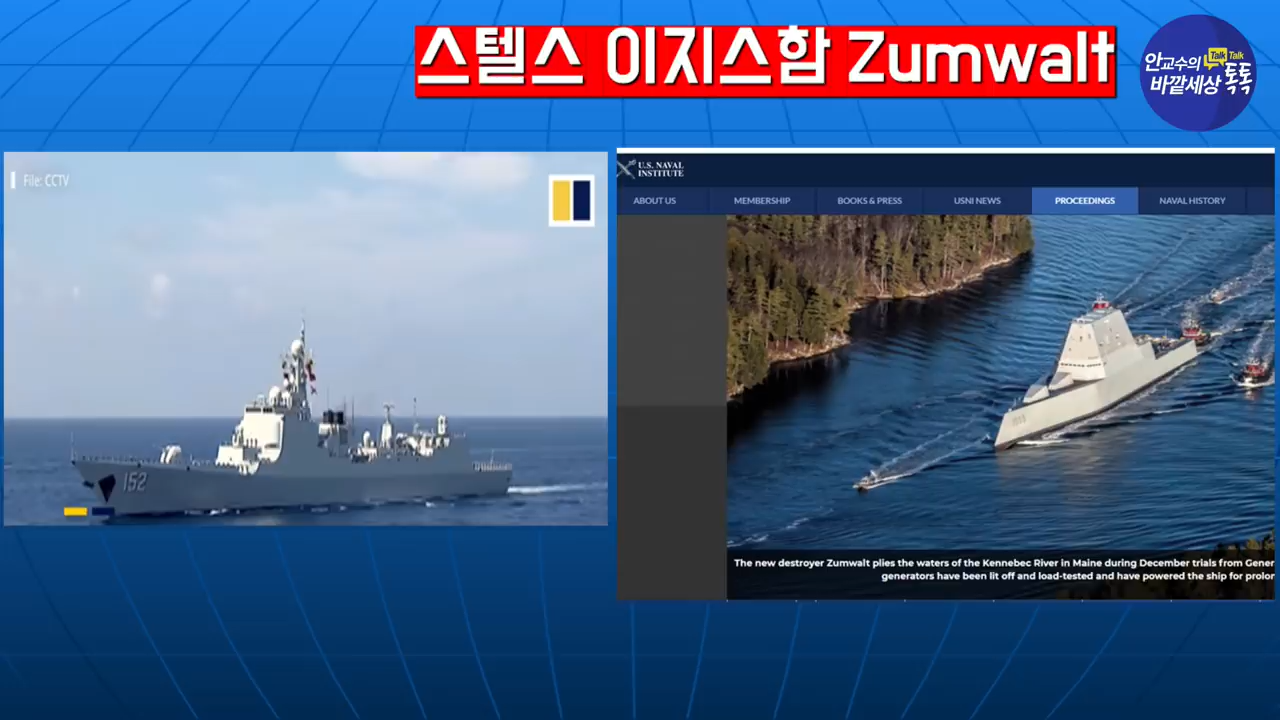 스텔스 이지스함 Zumwalt
안교수의
Talk Talk
톡톡
바깥세상
File: CCTV
152
U.S. NAVAL
INSTITUTE
ABOUT US
MEMBERSHIP
BOOKS & PRESS
USNI NEWS
PROCEEDINGS
NAVAL HISTORY
The new destroyer Zumwalt plies the waters of the Kennebec River in Maine during December trials from Gener
generators have been lit off and load-tested and have powered the ship for prolon